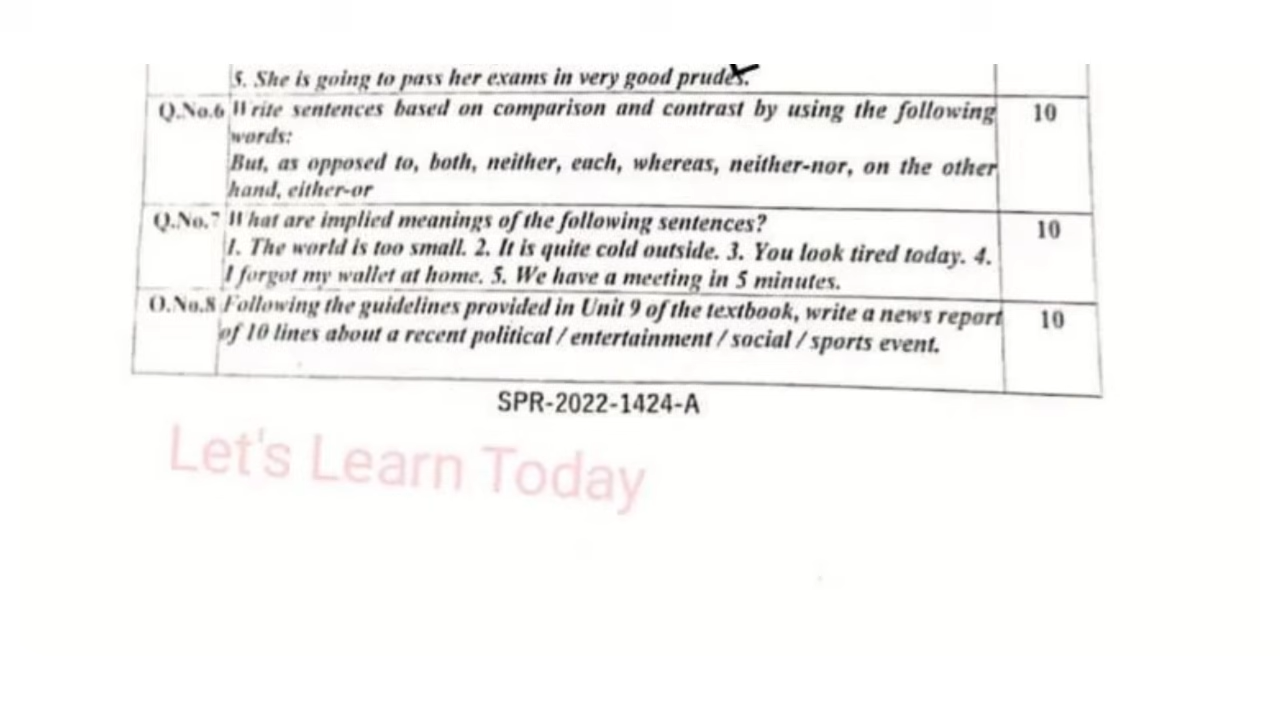 5. She is going to pass her exams in very good prudes.
Q.No.6 Write sentences based on comparison and contrast by using the following 10
words:
But, as opposed to, both, neither, each, whereas, neither-nor, on the other
hand, either-or
Q.No.7 What are implied meanings of the following sentences? 10
1. The world is too small. 2. It is quite cold outside. 3. You look tired today. 4.
I forgot my wallet at home. 5. We have a meeting in 5 minutes.
Q.No.8 Following the guidelines provided in Unit 9 of the textbook, write a news report 10
of 10 lines about a recent political / entertainment / social / sports event.
SPR-2022-1424-A
Let's Learn Today